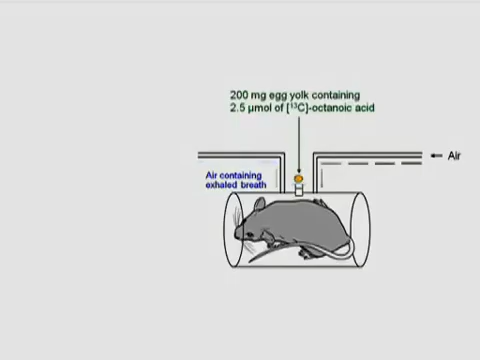 200 mg egg yolk containing
2.5 µmol of [¹³C]-octanoic acid
Air
Air containing
exhaled breath